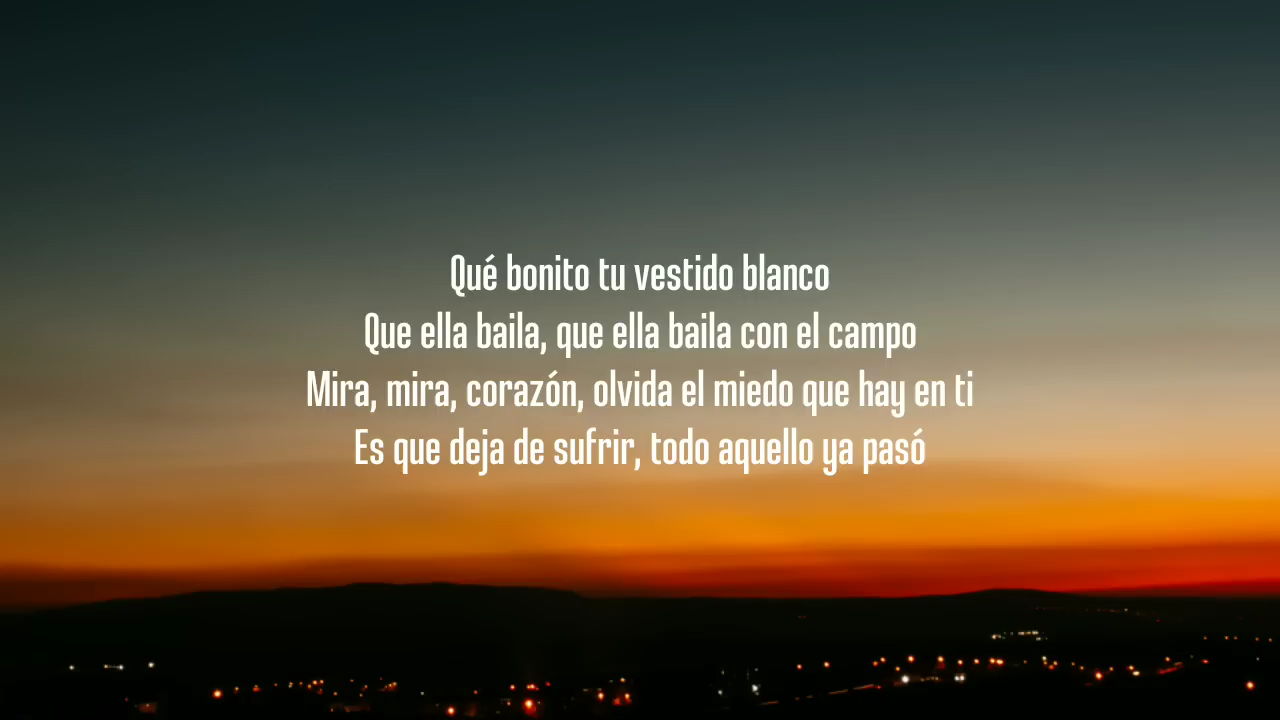 Qué bonito tu vestido blanco
Que ella baila, que ella baila con el campo
Mira, mira, corazón, olvida el miedo que hay en ti
Es que deja de sufrir, todo aquello ya pasó